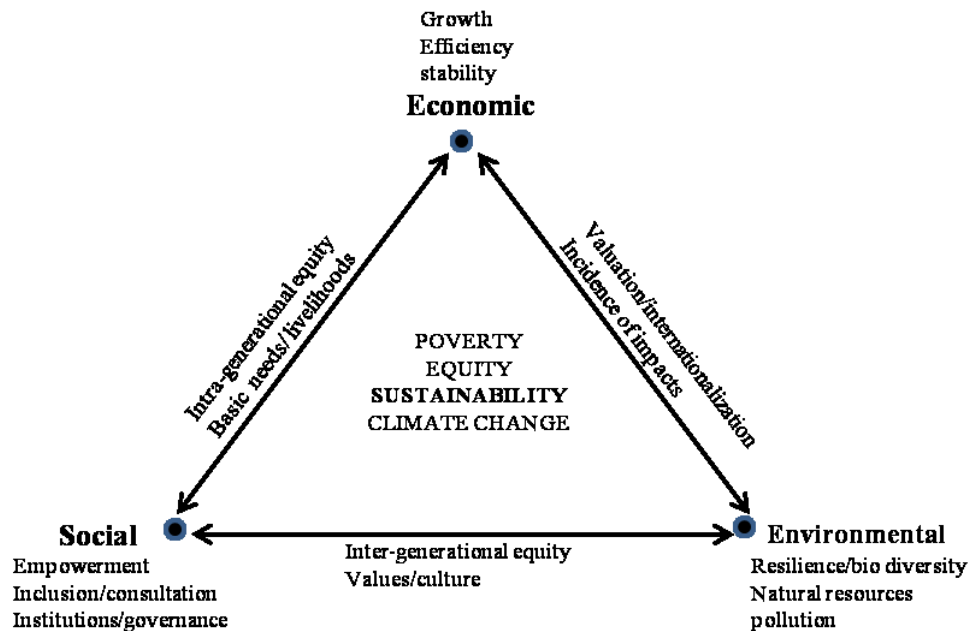 Growth
Efficiency
stability
Economic
Intra-generational equity
Basic needs/livelihoods
Valuation/internationalization
Incidence of impacts
POVERTY
EQUITY
SUSTAINABILITY
CLIMATE CHANGE
Social
Empowerment
Inclusion/consultation
Institutions/governance
Inter-generational equity
Values/culture
Environmental
Resilience/bio diversity
Natural resources
pollution